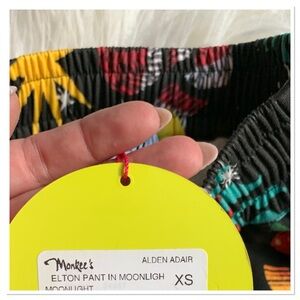 Monkee's ALDEN ADAIR
ELTON PANT IN MOONLIGH XS
MOONLIGHT